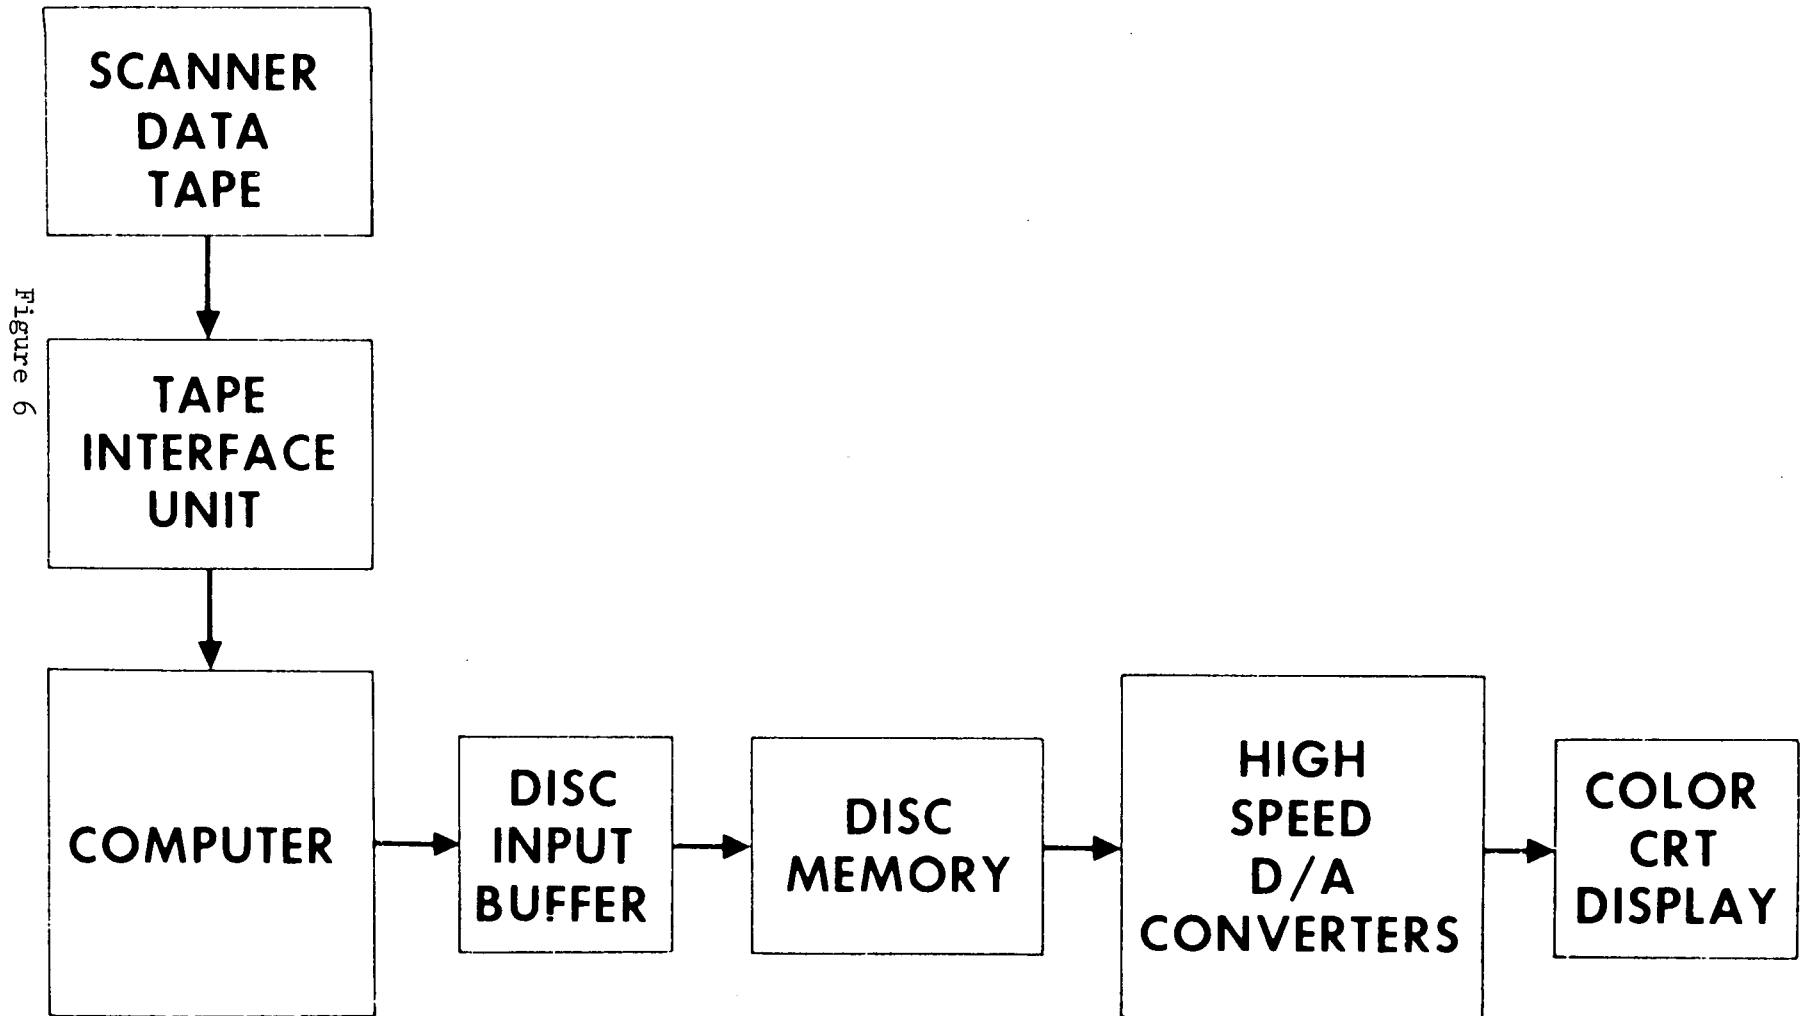 SCANNER
DATA
TAPE
Figure 6
TAPE
INTERFACE
UNIT
COMPUTER
DISC
INPUT
BUFFER
DISC
MEMORY
HIGH
SPEED
D/A
CONVERTERS
COLOR
CRT
DISPLAY